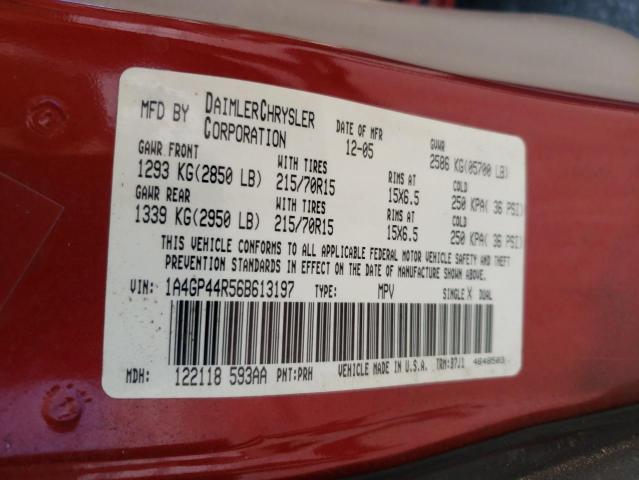 MFD BY DAIMLERCHRYSLER CORPORATION
DATE OF MFR 12-05
GVWR 2586 KG(05700 LB)
GAWR FRONT 1293 KG(2850 LB)
WITH TIRES 215/70R15
RIMS AT 15X6.5
COLD 250 KPA( 36 PSI)
GAWR REAR 1339 KG(2950 LB)
WITH TIRES 215/70R15
RIMS AT 15X6.5
COLD 250 KPA( 36 PSI)
THIS VEHICLE CONFORMS TO ALL APPLICABLE FEDERAL MOTOR VEHICLE SAFETY AND THEFT
PREVENTION STANDARDS IN EFFECT ON THE DATE OF MANUFACTURE SHOWN ABOVE.
VIN: 1A4GP44R56B613197 TYPE: MPV SINGLE X DUAL
MDH: 122118 593AA PNT:PRH VEHICLE MADE IN U.S.A. TRM:B7J1 4648503